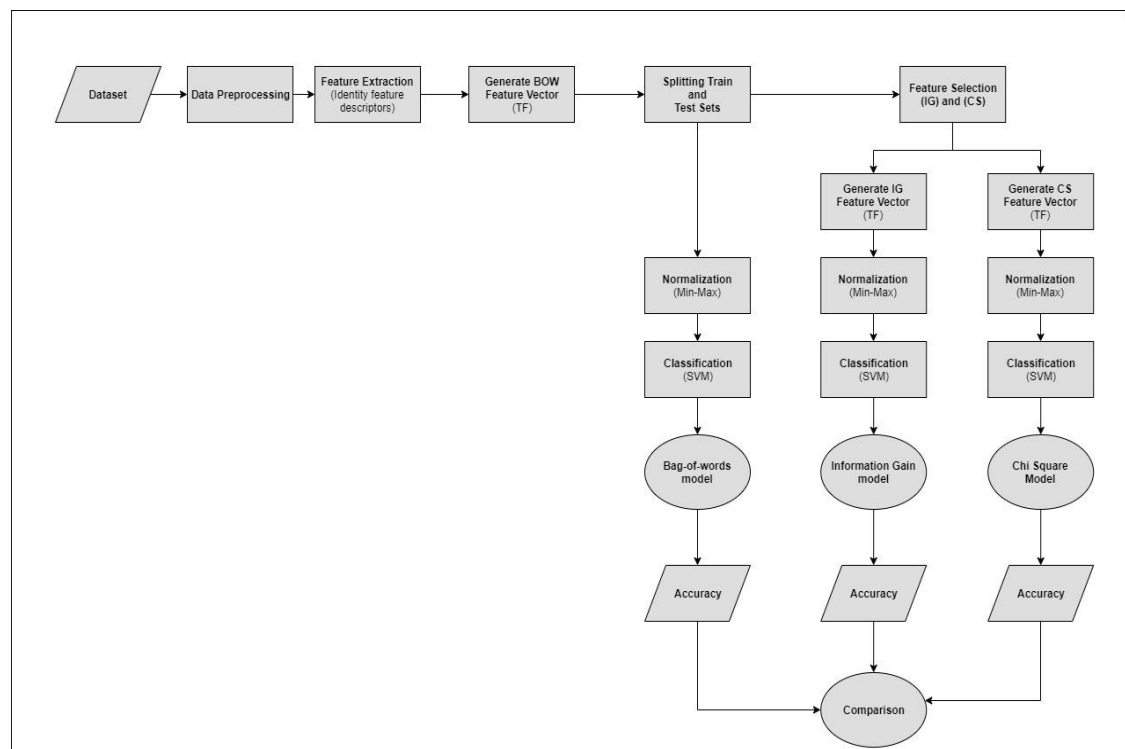 Dataset
Data Preprocessing
Feature Extraction
(Identity feature
descriptors)
Generate BOW
Feature Vector
(TF)
Splitting Train
and
Test Sets
Feature Selection
(IG) and (CS)
Generate IG
Feature Vector
(TF)
Generate CS
Feature Vector
(TF)
Normalization
(Min-Max)
Normalization
(Min-Max)
Normalization
(Min-Max)
Classification
(SVM)
Classification
(SVM)
Classification
(SVM)
Bag-of-words
model
Information Gain
model
Chi Square
Model
Accuracy
Accuracy
Accuracy
Comparison